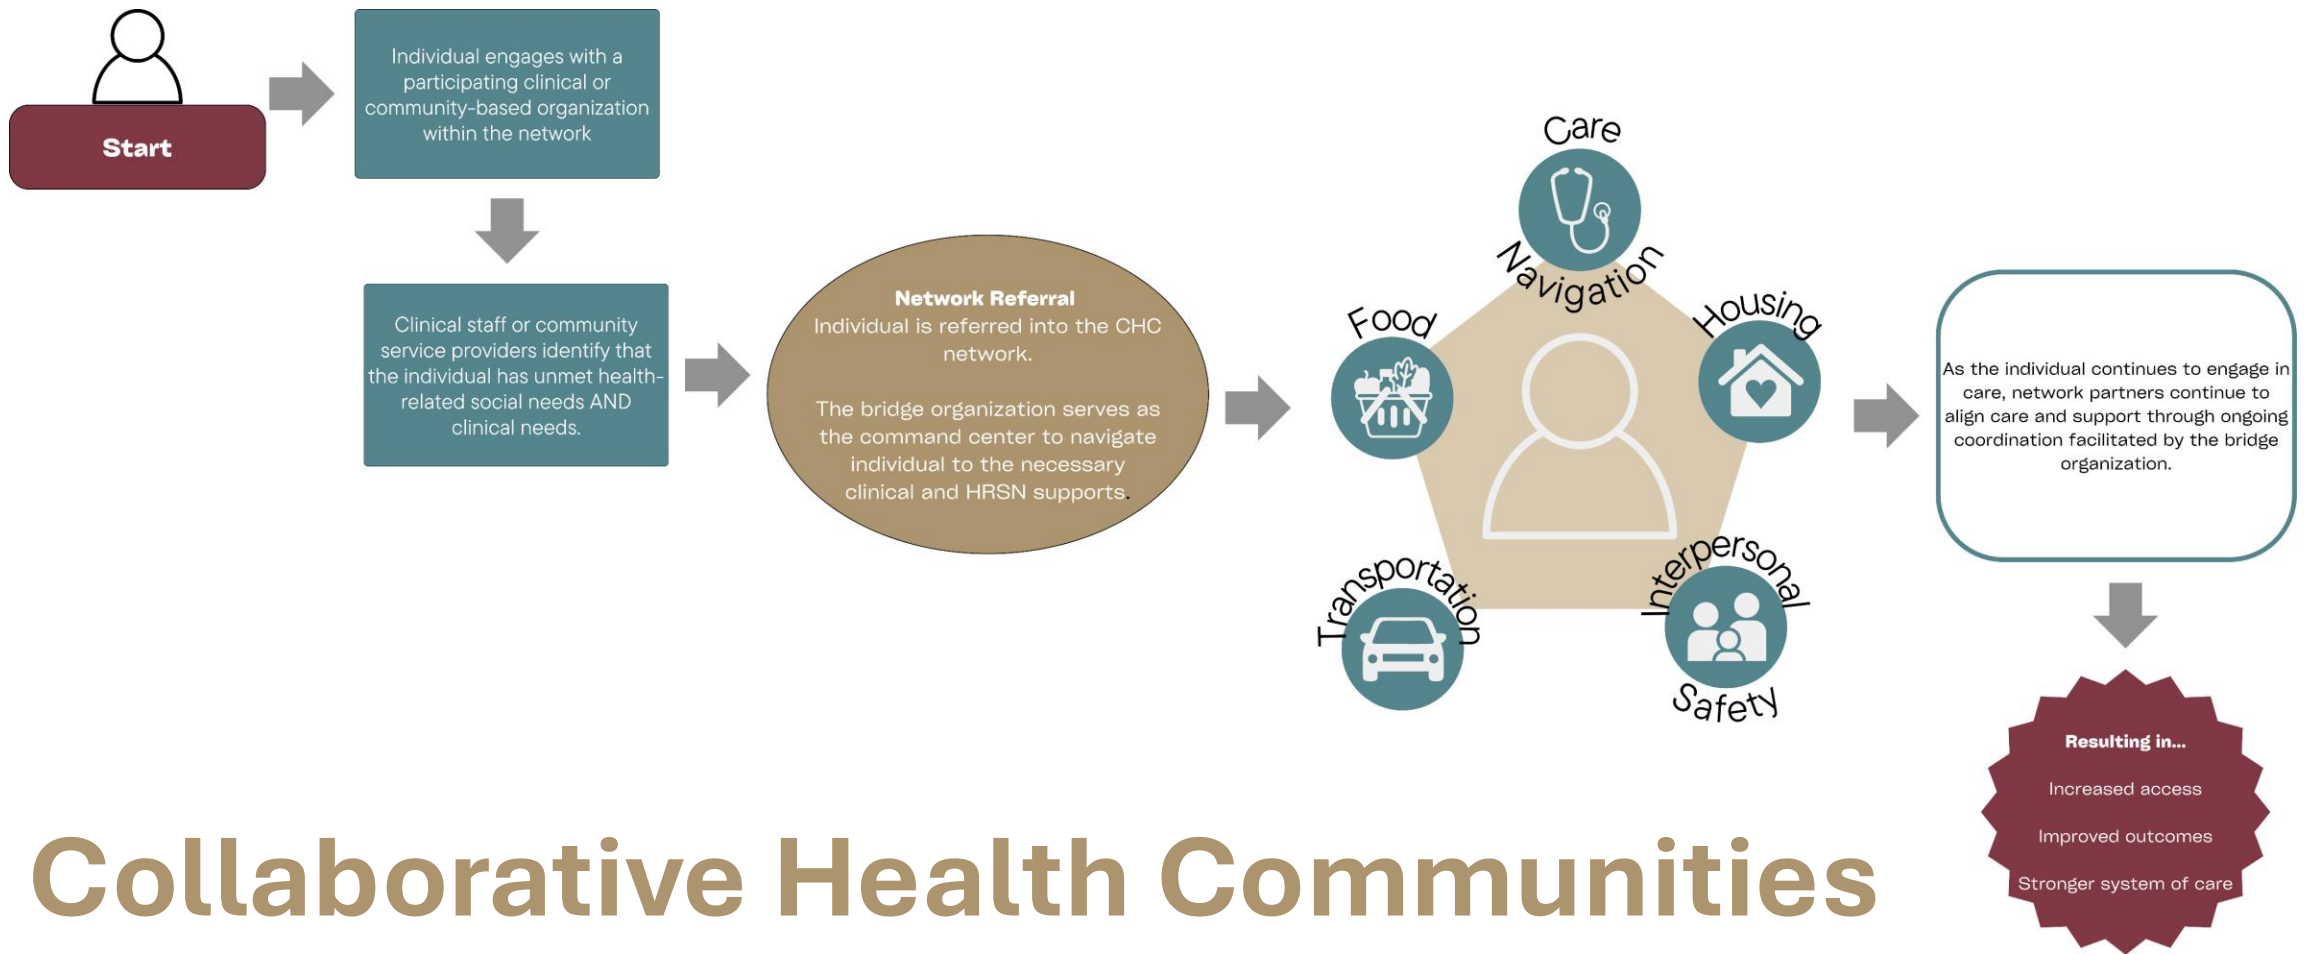 Start
Individual engages with a
participating clinical or
community-based organization
within the network
Clinical staff or community
service providers identify that
the individual has unmet health-
related social needs AND
clinical needs.
Network Referral
Individual is referred into the CHC
network.
The bridge organization serves as
the command center to navigate
individual to the necessary
clinical and HRSN supports.
Care
Navigation
Food
Housing
Transportation
Interpersonal
Safety
As the individual continues to engage in
care, network partners continue to
align care and support through ongoing
coordination facilitated by the bridge
organization.
Resulting in...
Increased access
Improved outcomes
Stronger system of care
Collaborative Health Communities